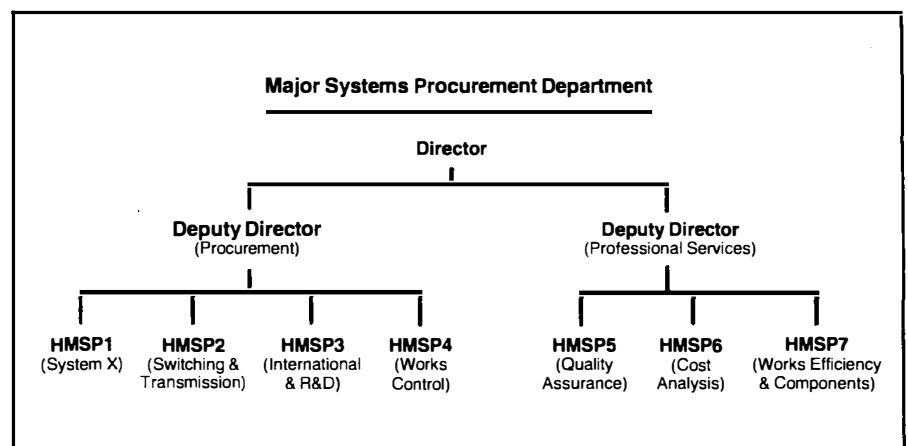 Major Systems Procurement Department
Director
Deputy Director
(Procurement)
Deputy Director
(Professional Services)
HMSP1
(System X)
HMSP2
(Switching &
Transmission)
HMSP3
(International
& R&D)
HMSP4
(Works
Control)
HMSP5
(Quality
Assurance)
HMSP6
(Cost
Analysis)
HMSP7
(Works Efficiency
& Components)